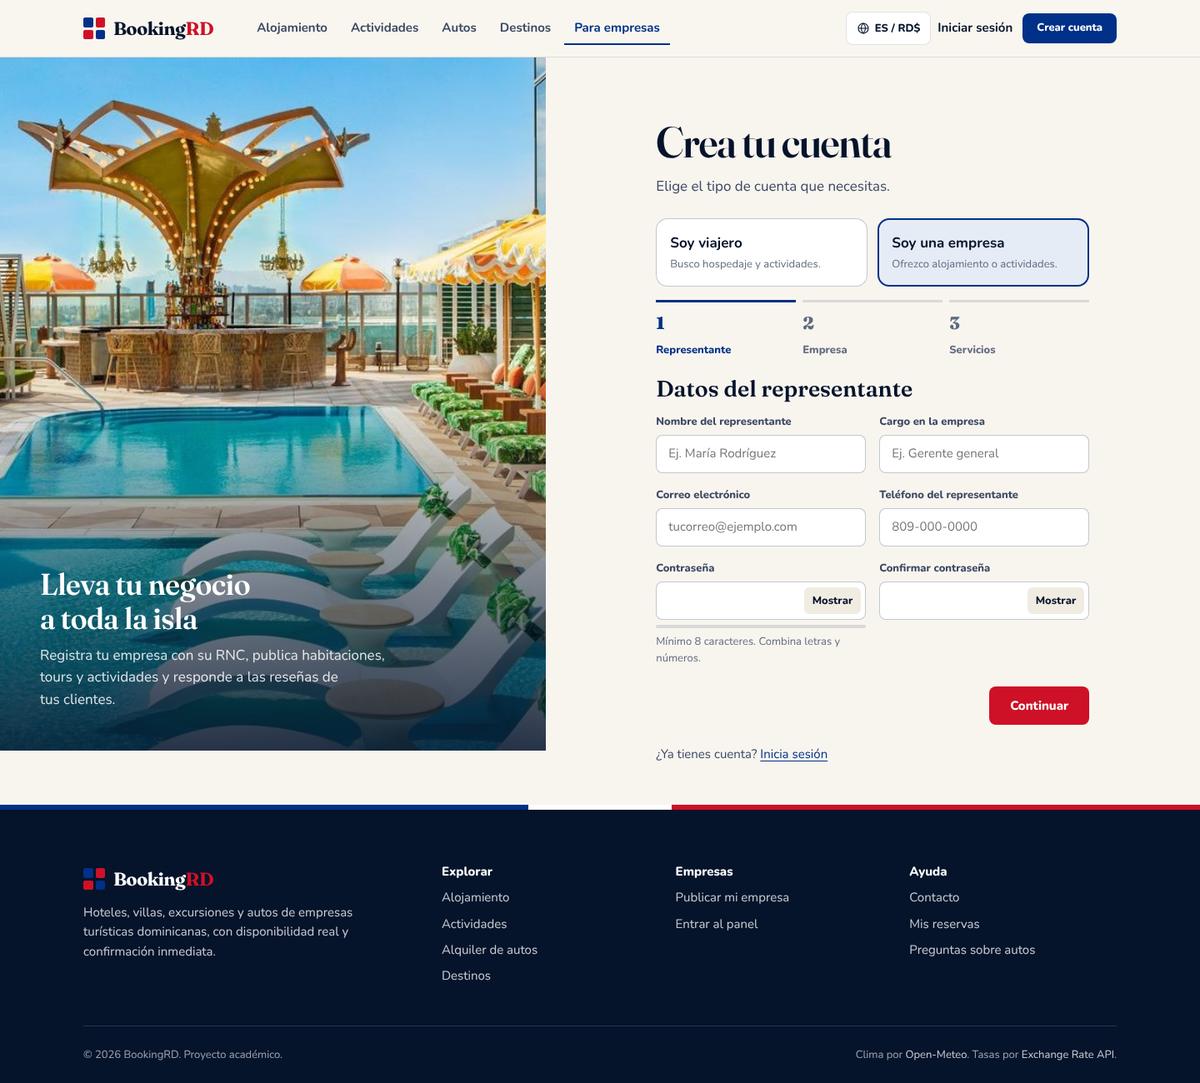 BookingRD
Alojamiento
Actividades
Autos
Destinos
Para empresas
ES / RD$
Iniciar sesión
Crear cuenta
Lleva tu negocio
a toda la isla
Registra tu empresa con su RNC, publica habitaciones,
tours y actividades y responde a las reseñas de
tus clientes.
Crea tu cuenta
Elige el tipo de cuenta que necesitas.
Soy viajero
Busco hospedaje y actividades.
Soy una empresa
Ofrezco alojamiento o actividades.
1
Representante
2
Empresa
3
Servicios
Datos del representante
Nombre del representante
Ej. María Rodríguez
Cargo en la empresa
Ej. Gerente general
Correo electrónico
tucorreo@ejemplo.com
Teléfono del representante
809-000-0000
Contraseña
Mostrar
Mínimo 8 caracteres. Combina letras y
números.
Confirmar contraseña
Mostrar
Continuar
¿Ya tienes cuenta? Inicia sesión
BookingRD
Hoteles, villas, excursiones y autos de empresas
turísticas dominicanas, con disponibilidad real y
confirmación inmediata.
Explorar
Alojamiento
Actividades
Alquiler de autos
Destinos
Empresas
Publicar mi empresa
Entrar al panel
Ayuda
Contacto
Mis reservas
Preguntas sobre autos
© 2026 BookingRD. Proyecto académico.
Clima por Open-Meteo. Tasas por Exchange Rate API.